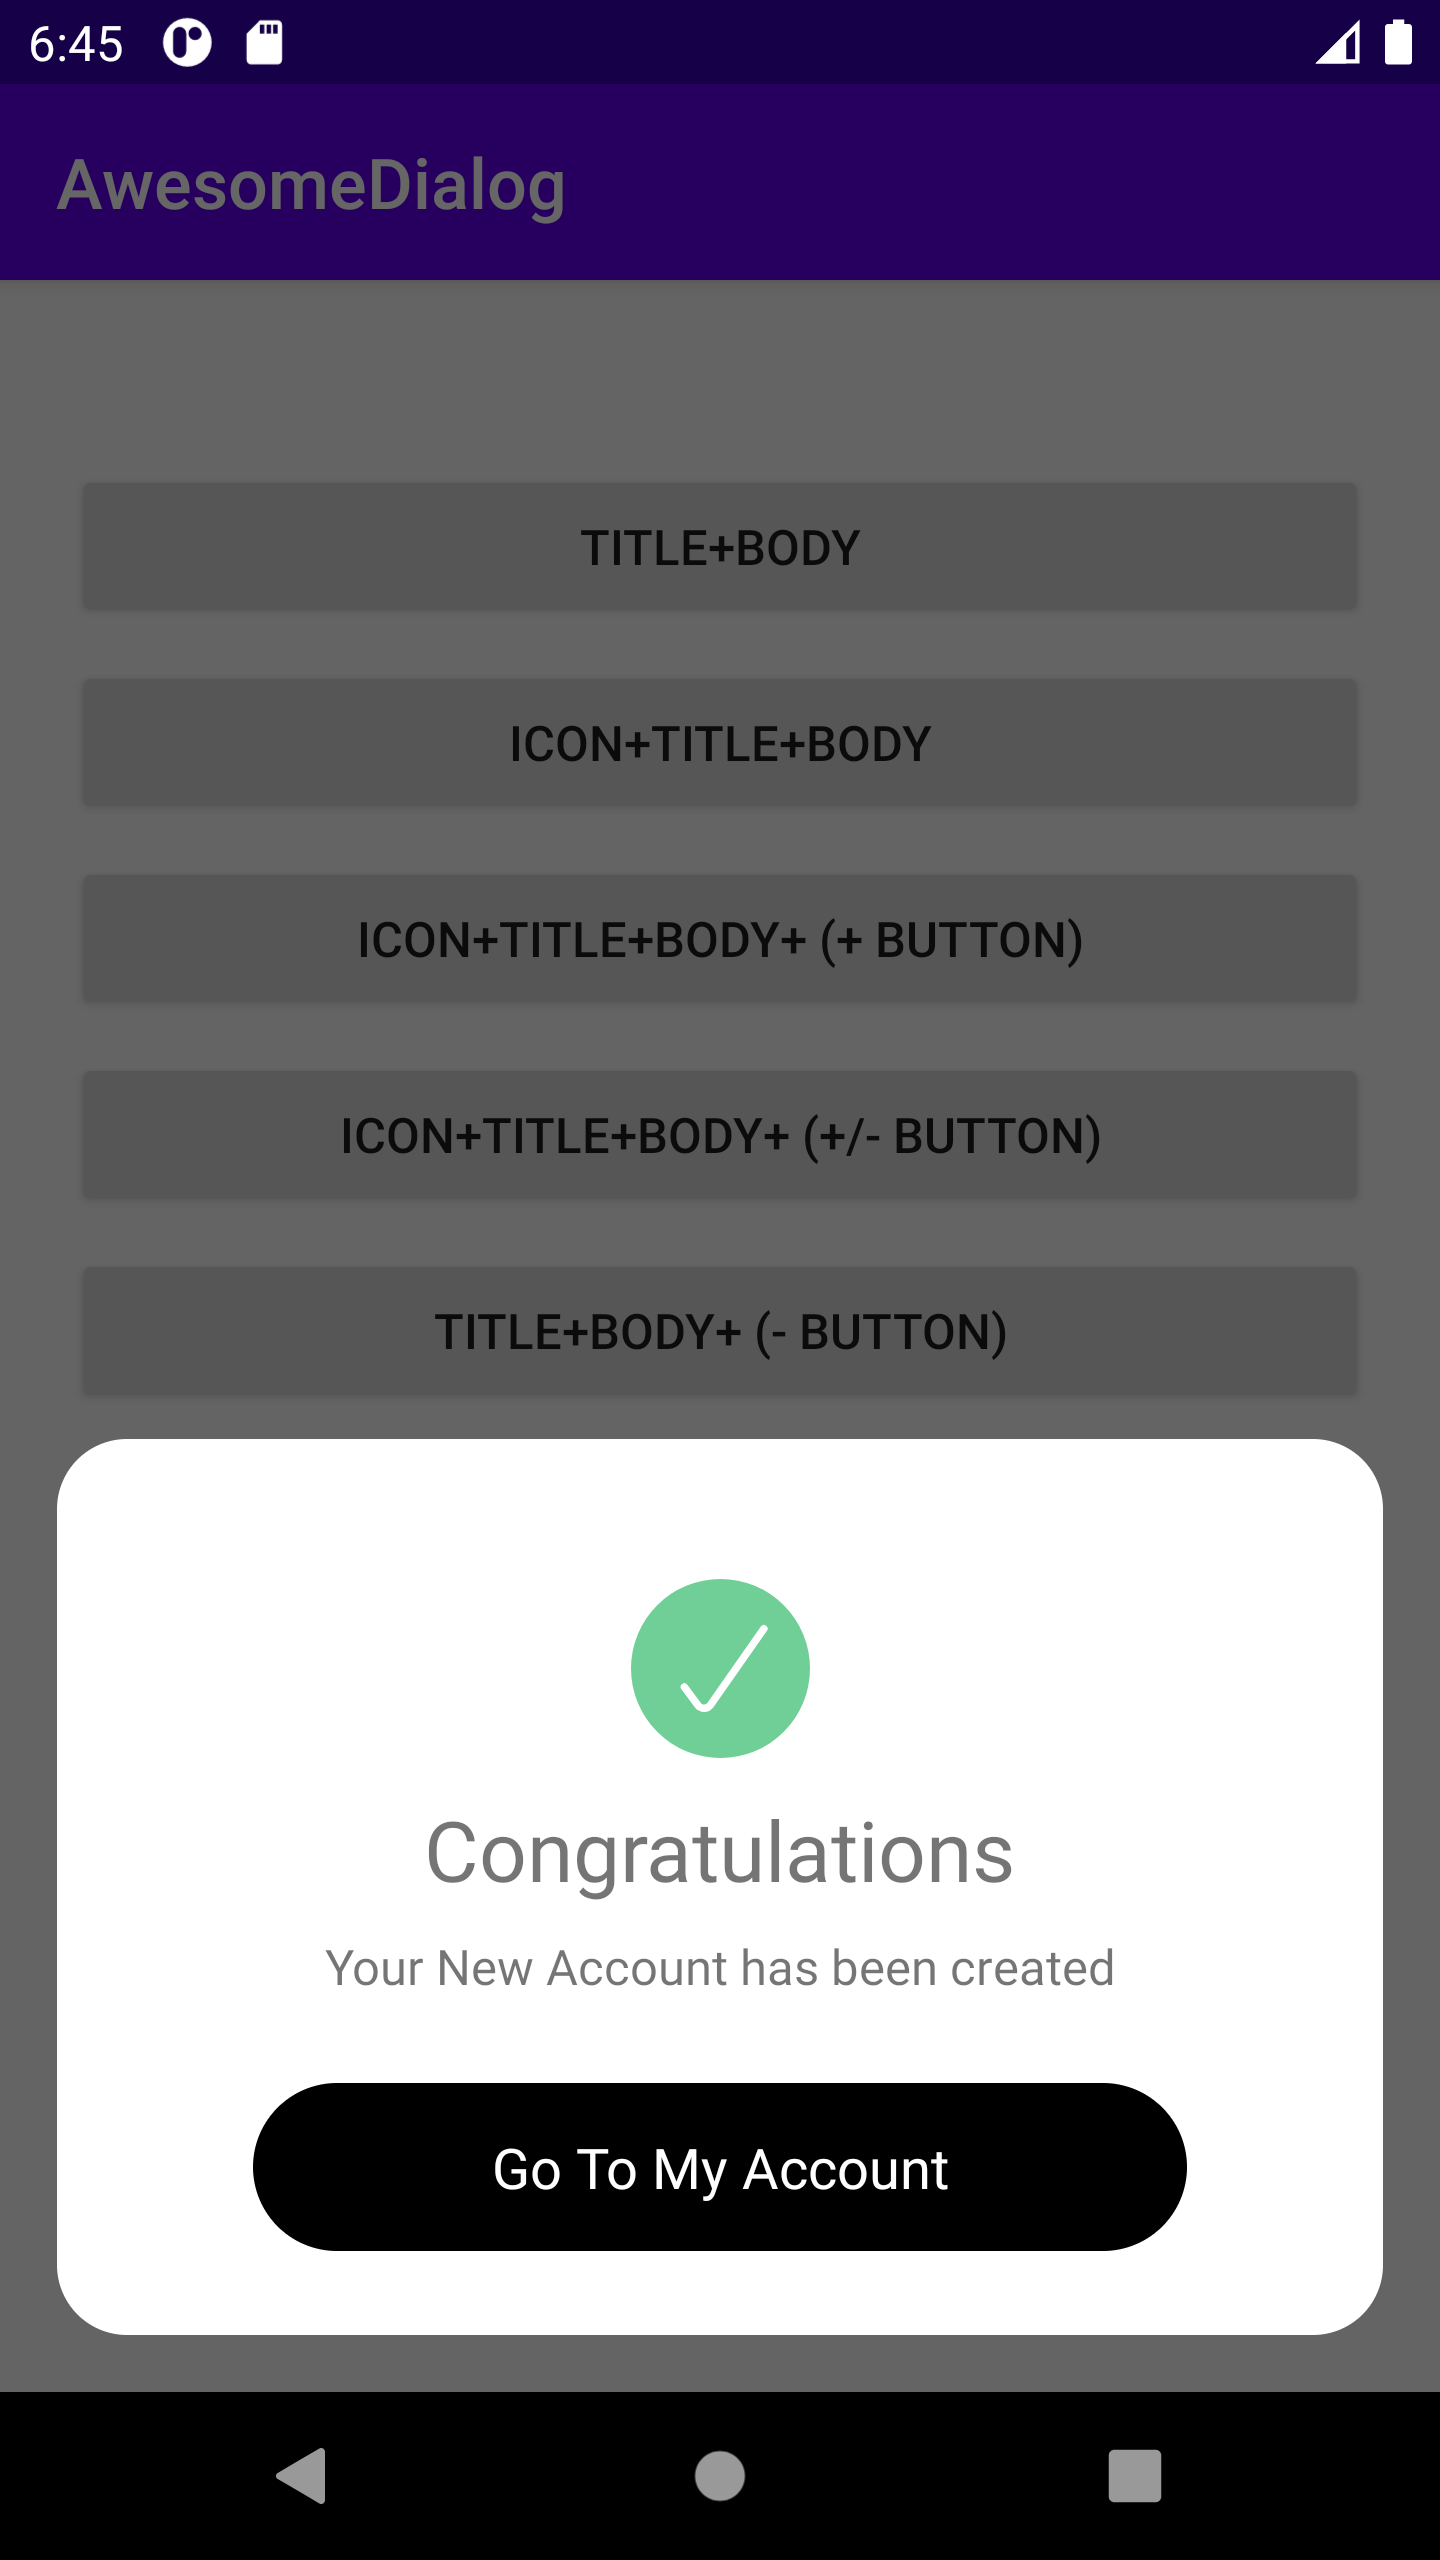 6:45
AwesomeDialog
TITLE+BODY
ICON+TITLE+BODY
ICON+TITLE+BODY+ (+ BUTTON)
ICON+TITLE+BODY+ (+/- BUTTON)
TITLE+BODY+ (- BUTTON)
Congratulations
Your New Account has been created
Go To My Account